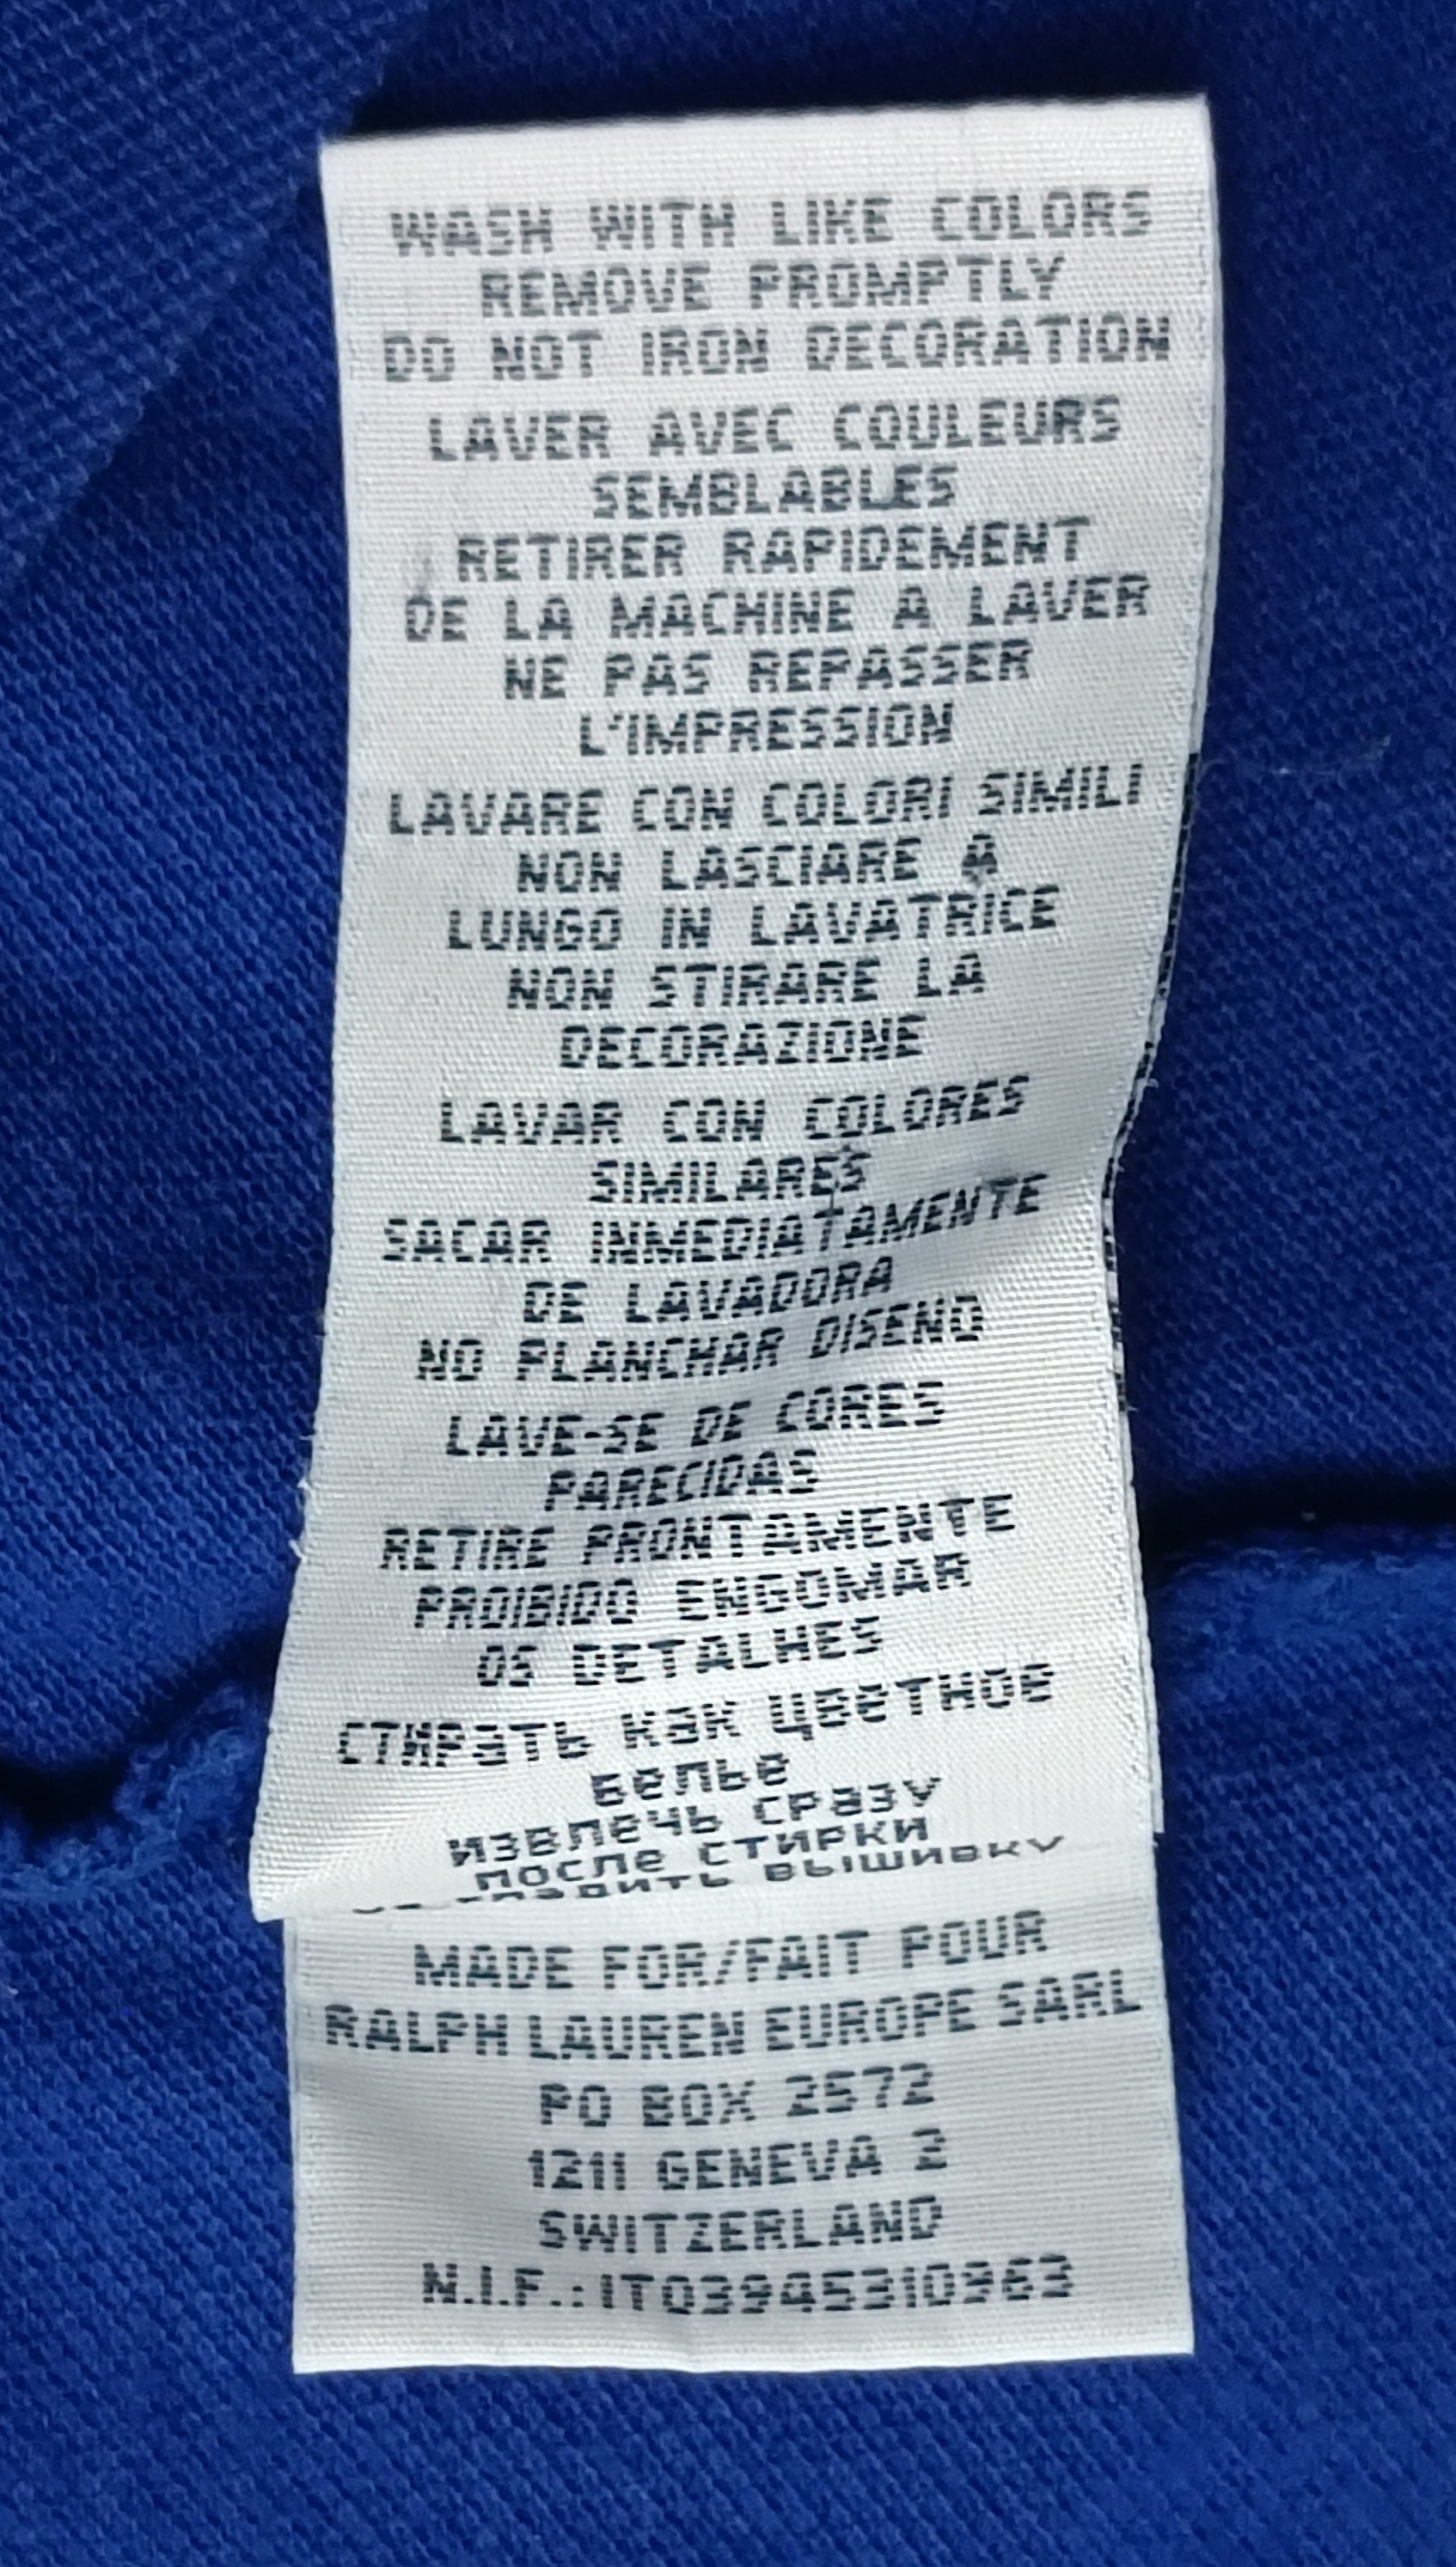 WASH WITH LIKE COLORS
REMOVE PROMPTLY
DO NOT IRON DECORATION
LAVER AVEC COULEURS
SEMBLABLES
RETIRER RAPIDEMENT
DE LA MACHINE A LAVER
NE PAS REPASSER
L'IMPRESSION
LAVARE CON COLORI SIMILI
NON LASCIARE A
LUNGO IN LAVATRICE
NON STIRARE LA
DECORAZIONE
LAVAR CON COLORES
SIMILARES
SACAR INMEDIATAMENTE
DE LAVADORA
NO PLANCHAR DISENO
LAVE-SE DE CORES
PARECIDAS
RETIRE PRONTAMENTE
PROIBIDO ENGOMAR
OS DETALHES
стирать как цветное
белье
извлечь сразу
после стирки
гладить вышивку
MADE FOR/FAIT POUR
RALPH LAUREN EUROPE SARL
PO BOX 2572
1211 GENEVA 2
SWITZERLAND
N.I.F.:IT03945310963